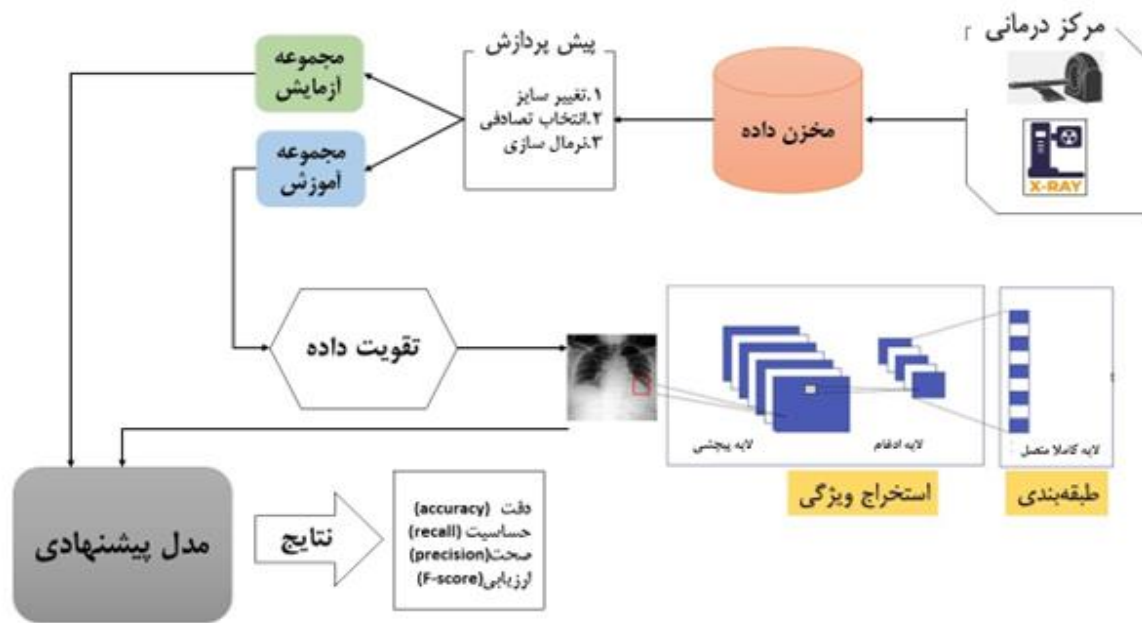 مرکز درمانی
X-RAY
مخزن داده
پیش پردازش
۱.تغییر سایز
۲.انتخاب تصادفی
۳.نرمال سازی
مجموعه
آزمایش
مجموعه
آموزش
تقویت داده
لایه پیچشی
لایه ادغام
لایه کاملا متصل
استخراج ویژگی
طبقه‌بندی
مدل پیشنهادی
نتایج
دقت (accuracy)
حساسیت (recall)
صحت(precision)
ارزیابی(F-score)